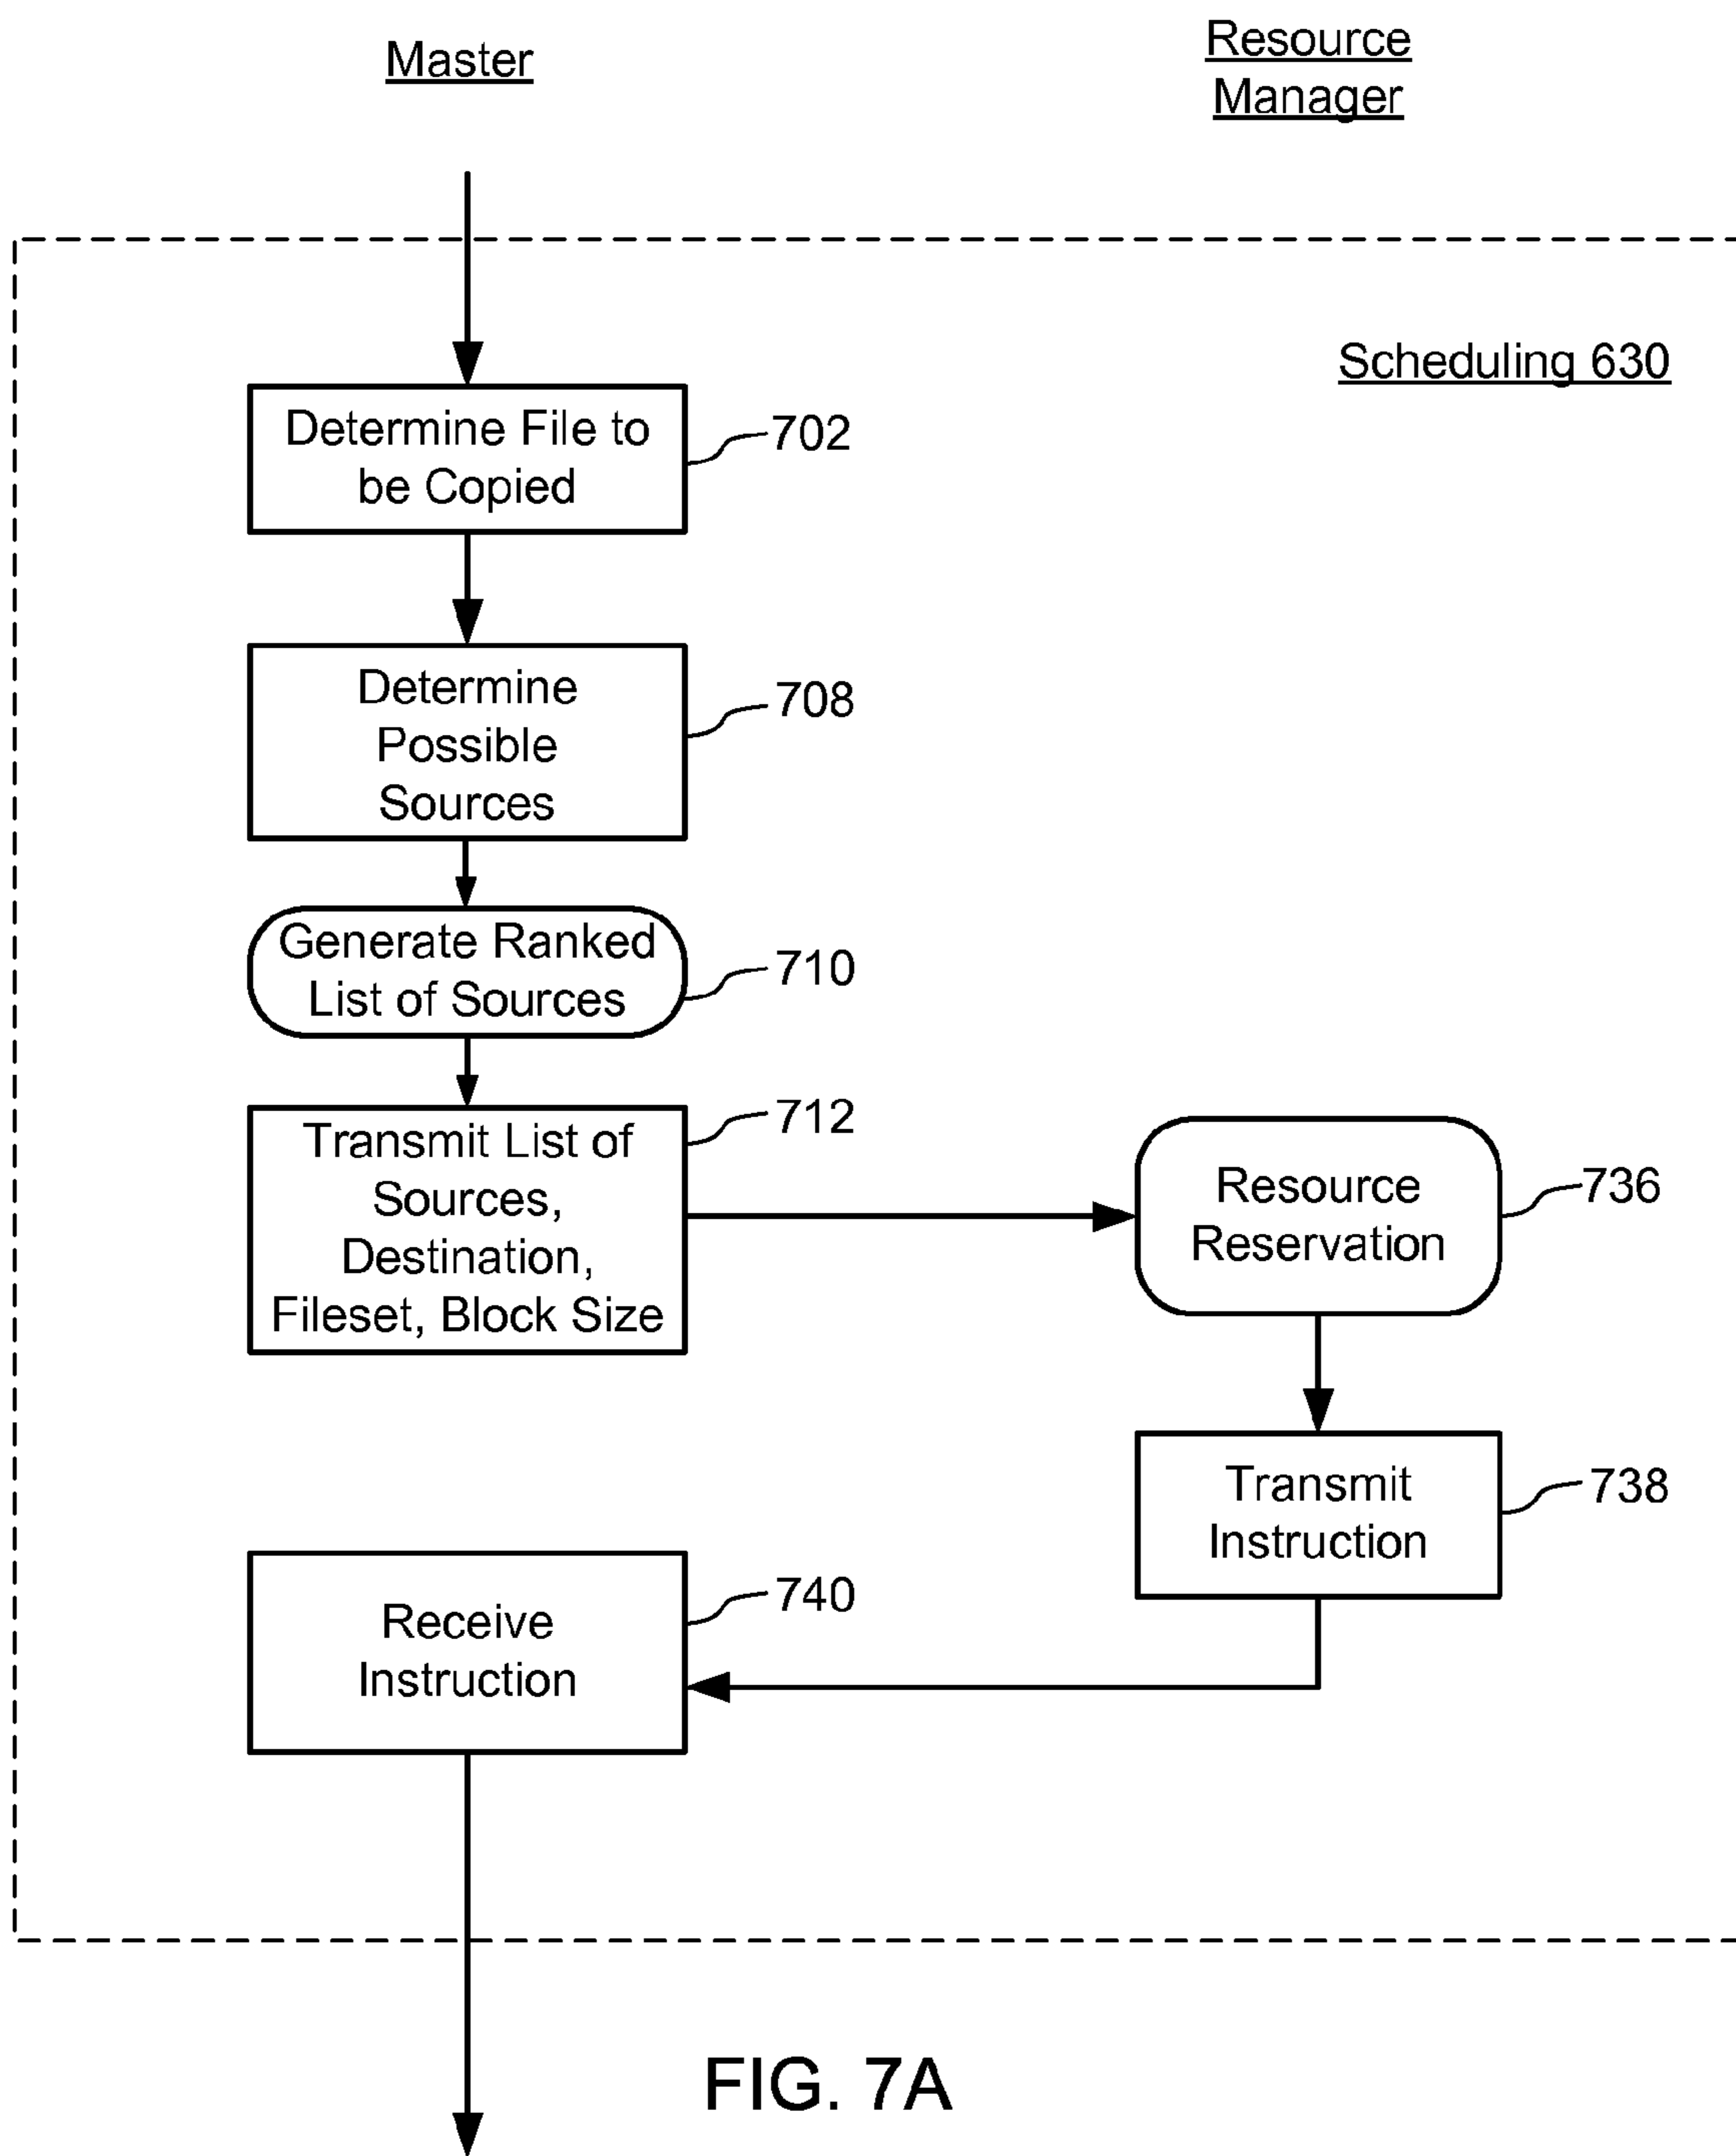 Master
Resource
Manager
Scheduling 630
Determine File to
be Copied
702
Determine
Possible
Sources
708
Generate Ranked
List of Sources
710
Transmit List of
Sources,
Destination,
Fileset, Block Size
712
Resource
Reservation
736
Transmit
Instruction
738
Receive
Instruction
740
FIG. 7A